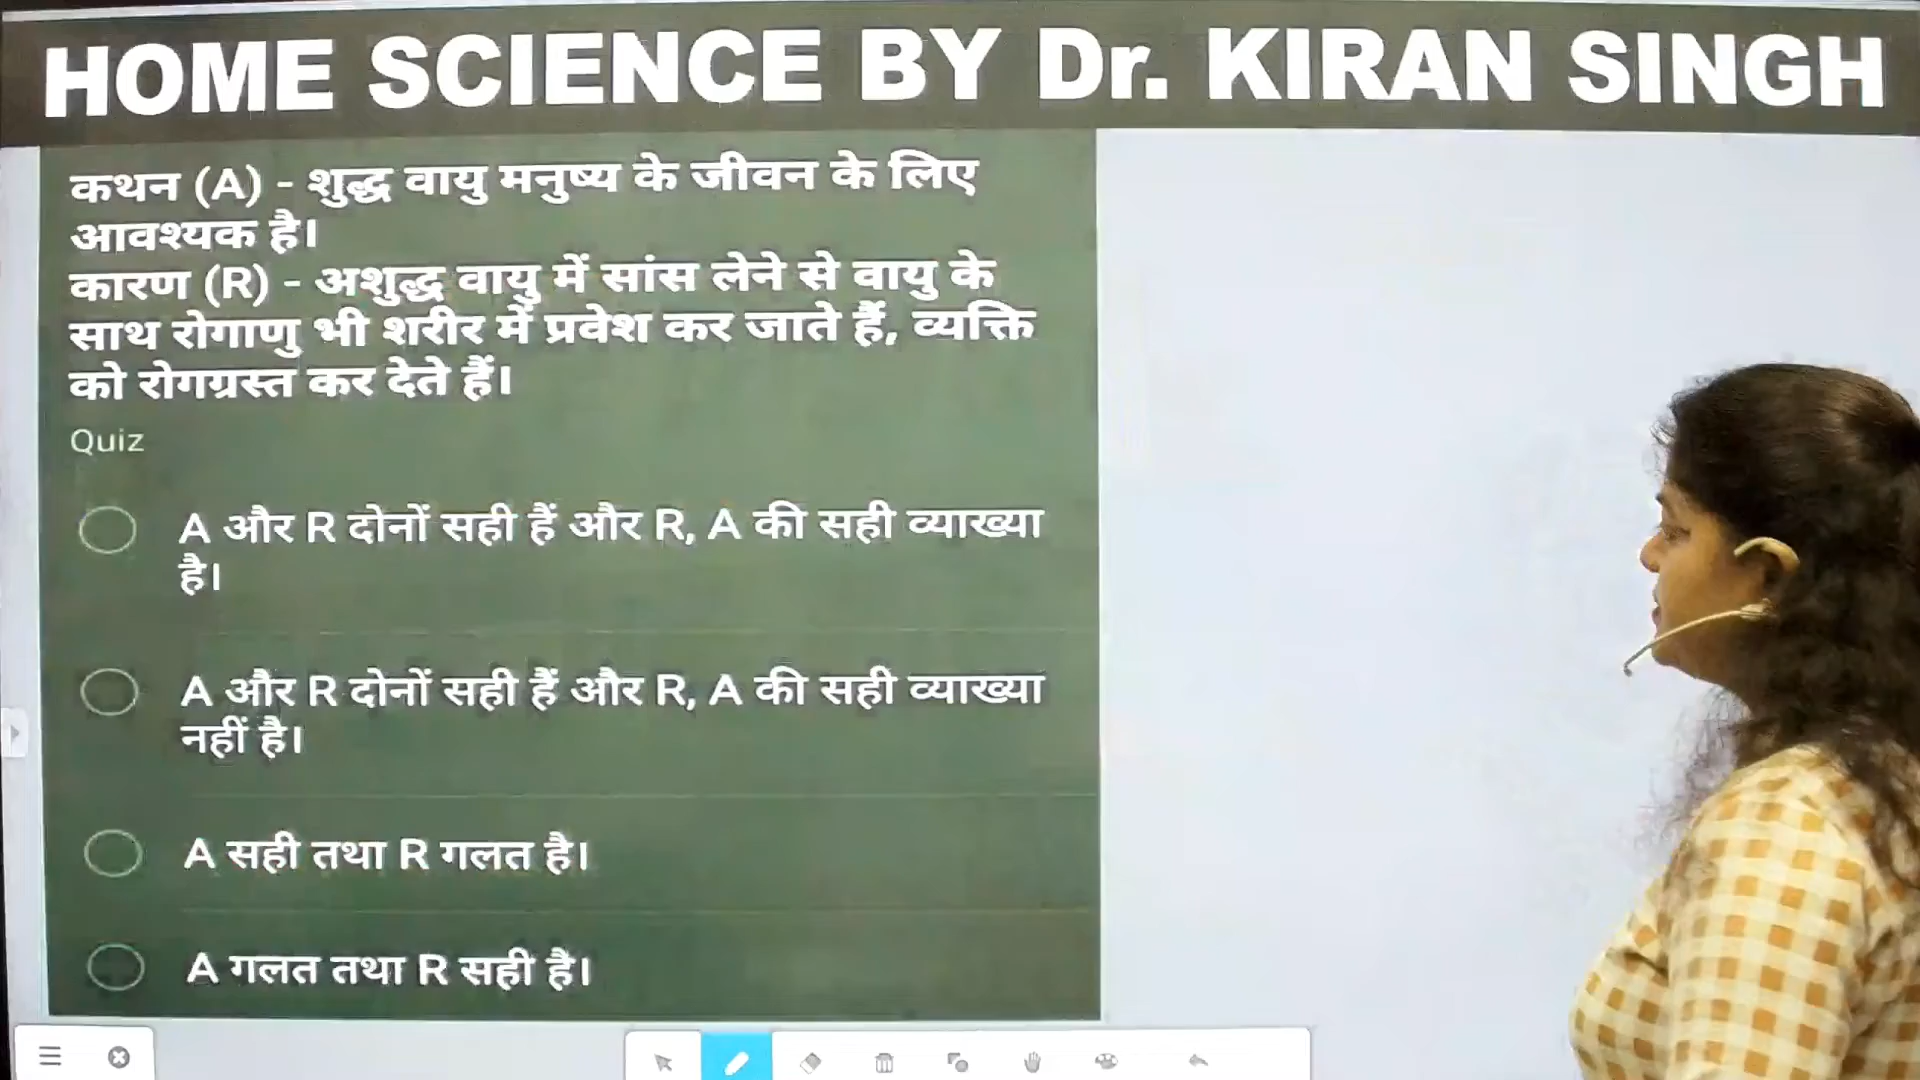 HOME SCIENCE BY Dr. KIRAN SINGH
कथन (A) - शुद्ध वायु मनुष्य के जीवन के लिए
आवश्यक है।
कारण (R) - अशुद्ध वायु में सांस लेने से वायु के
साथ रोगाणु भी शरीर में प्रवेश कर जाते हैं, व्यक्ति
को रोगग्रस्त कर देते हैं।
Quiz
A और R दोनों सही हैं और R, A की सही व्याख्या
है।
A और R दोनों सही हैं और R, A की सही व्याख्या
नहीं है।
A सही तथा R गलत है।
A गलत तथा R सही है।